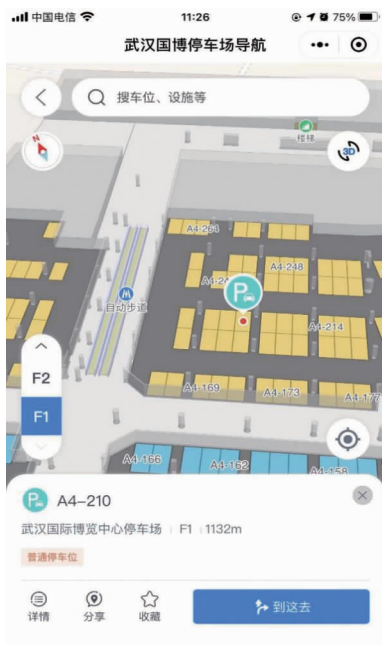 中国电信 11:26 75%
武汉国博停车场导航
搜车位、设施等
N
楼梯
3D
A4-264
A4-248
P
自动步道
A4-214
F2
F1
A4-169 A4-173 A4-177
A4-166 A4-162 A4-158
P A4-210
武汉国际博览中心停车场 F1 1132m
普通停车位
详情 分享 收藏 到这去